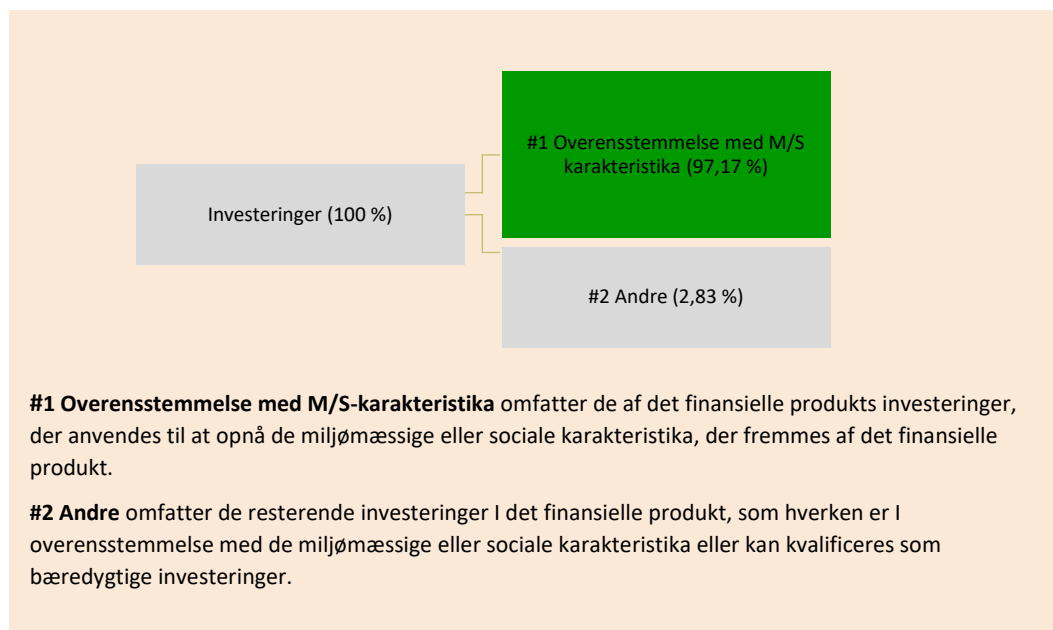 #1 Overensstemmelse med M/S
karakteristika (97,17 %)
Investeringer (100 %)
#2 Andre (2,83 %)
#1 Overensstemmelse med M/S-karakteristika omfatter de af det finansielle produkts investeringer,
der anvendes til at opnå de miljømæssige eller sociale karakteristika, der fremmes af det finansielle
produkt.
#2 Andre omfatter de resterende investeringer I det finansielle produkt, som hverken er I
overensstemmelse med de miljømæssige eller sociale karakteristika eller kan kvalificeres som
bæredygtige investeringer.